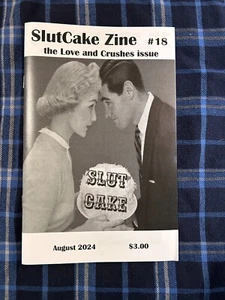 SlutCake Zine #18
the Love and Crushes issue
SLUT
CAKE
August 2024 $3.00